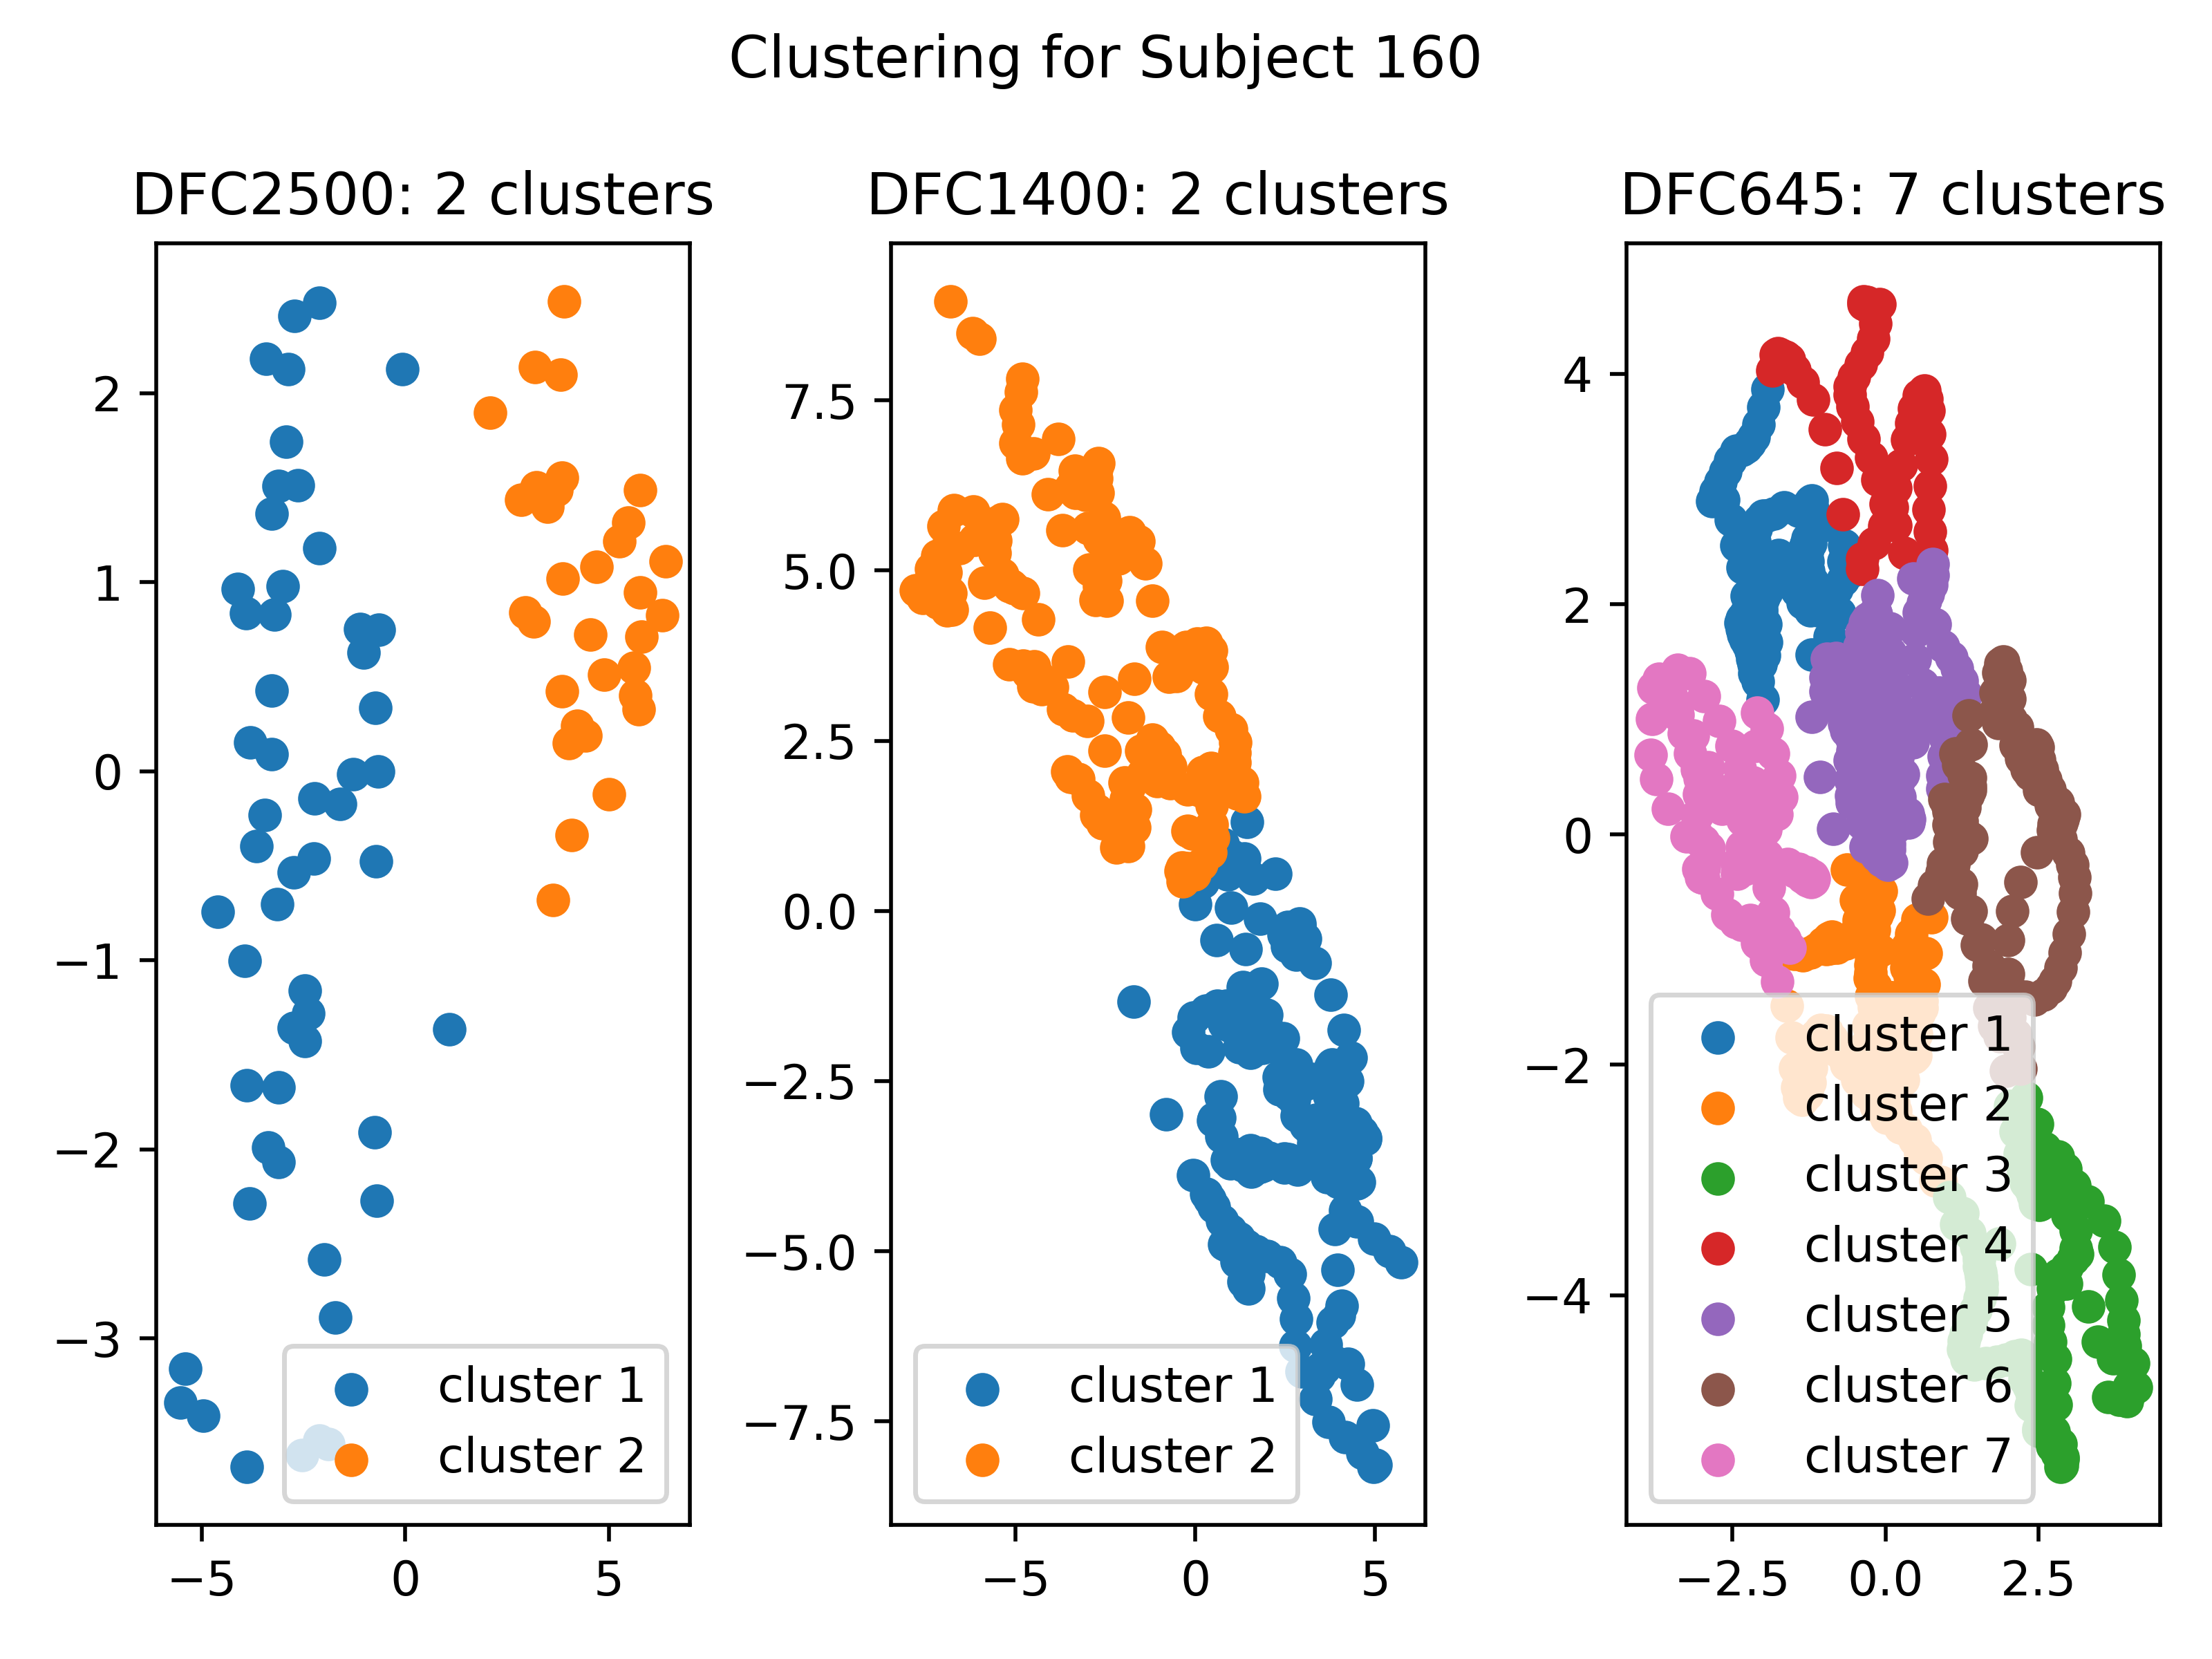 Clustering for Subject 160
DFC2500: 2 clusters
2
1
0
−1
−2
−3
−5
0
5
cluster 1
cluster 2
DFC1400: 2 clusters
7.5
5.0
2.5
0.0
−2.5
−5.0
−7.5
−5
0
5
cluster 1
cluster 2
DFC645: 7 clusters
4
2
0
−2
−4
−2.5
0.0
2.5
cluster 1
cluster 2
cluster 3
cluster 4
cluster 5
cluster 6
cluster 7